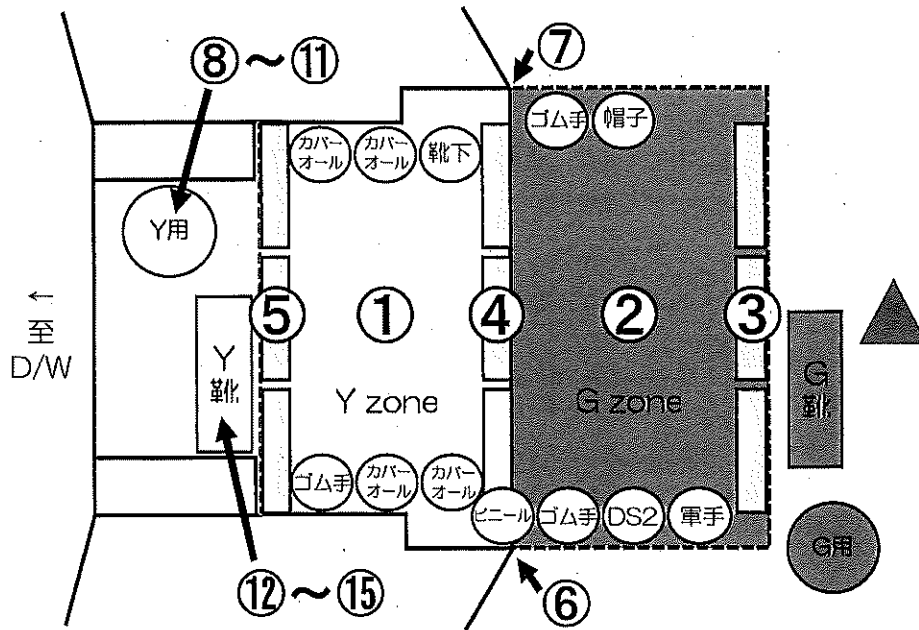 ⑧～⑪
⑦
ゴム手
帽子
カバー
オール
カバー
オール
靴下
Y用
←
至
D/W
⑤
①
④
②
③
Y
靴
Y zone
G zone
G
靴
ゴム手
カバー
オール
カバー
オール
ビニール
ゴム手
DS2
軍手
G用
⑫～⑮
⑥